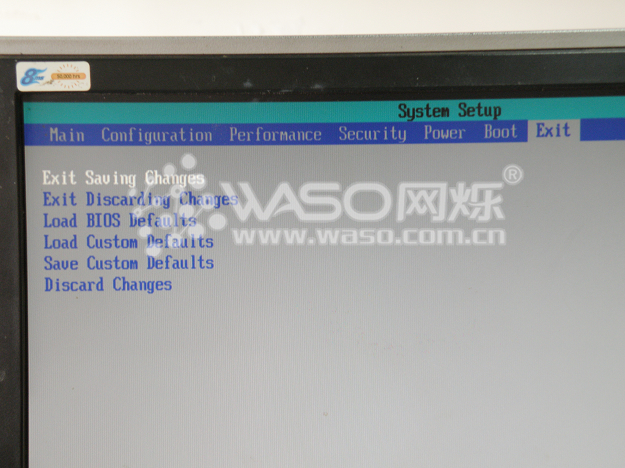 System Setup
Main Configuration Performance Security Power Boot Exit
Exit Saving Changes
Exit Discarding Changes
Load BIOS Defaults
Load Custom Defaults
Save Custom Defaults
Discard Changes
WASO网烁®
www.waso.com.cn